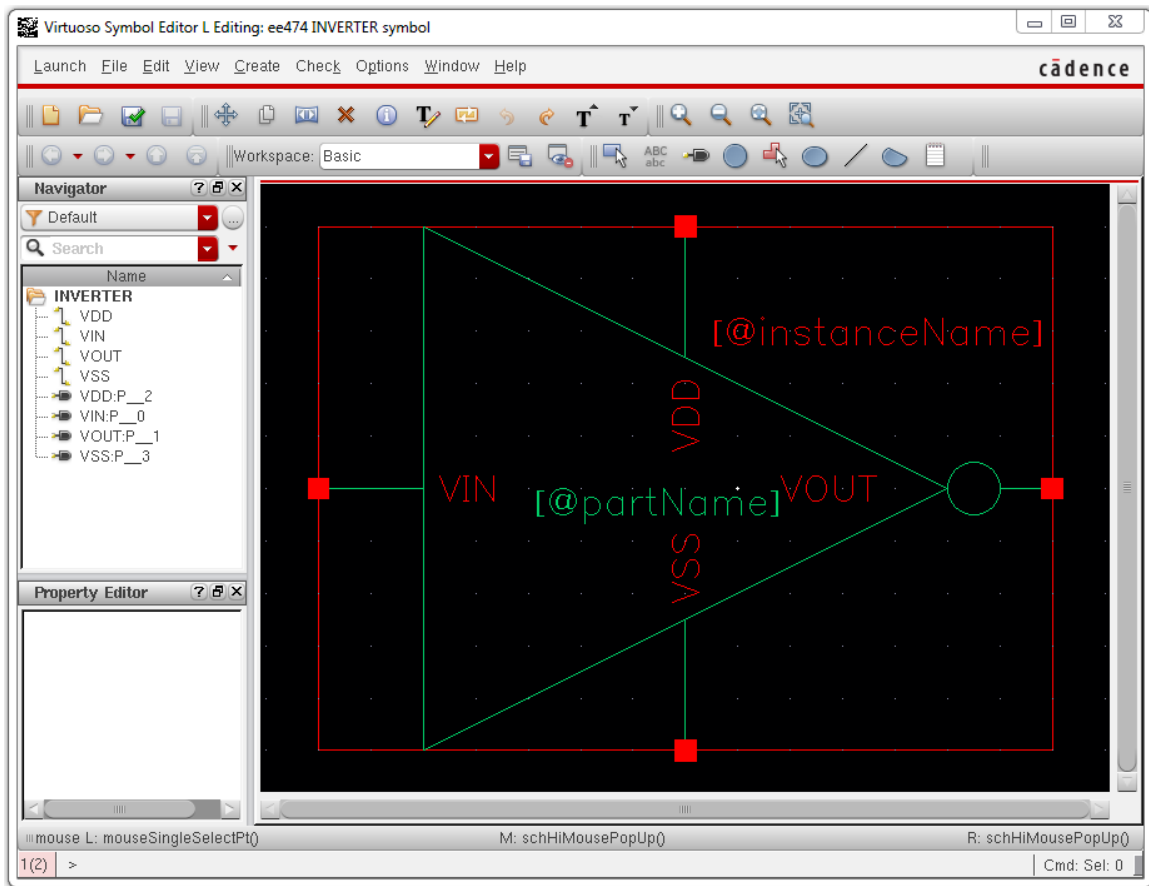 Virtuoso Symbol Editor L Editing: ee474 INVERTER symbol
Launch File Edit View Create Check Options Window Help
cādence
Workspace: Basic
ABC
abc
Navigator
Default
Search
Name
INVERTER
VDD
VIN
VOUT
VSS
VDD:P__2
VIN:P__0
VOUT:P__1
VSS:P__3
Property Editor
[@instanceName]
VDD
VIN
[@partName]
VOUT
VSS
mouse L: mouseSingleSelectPt() M: schHiMousePopUp() R: schHiMousePopUp()
1(2) > Cmd: Sel: 0